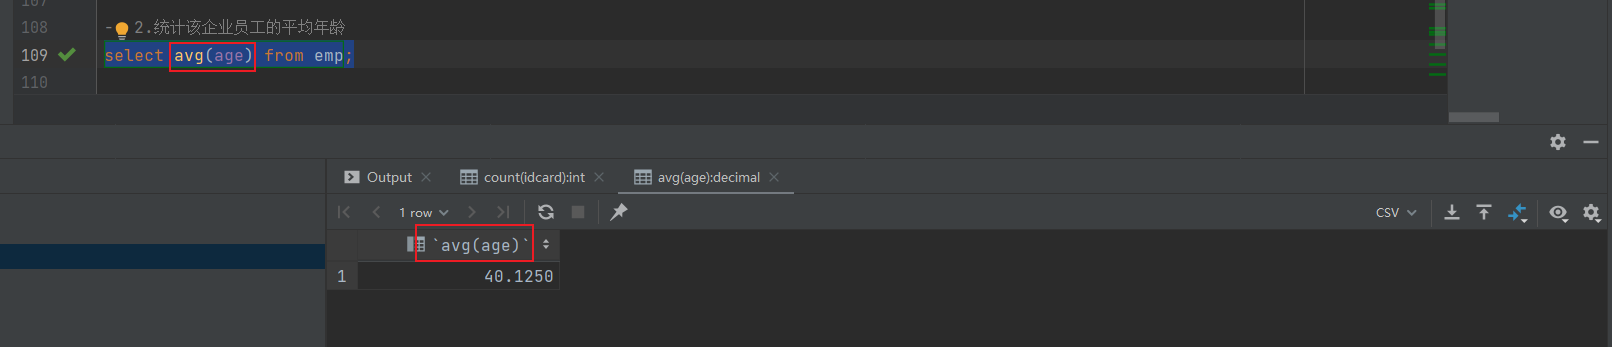 107
108 - 2.统计该企业员工的平均年龄
109 select avg(age) from emp;
110
Output count(idcard):int avg(age):decimal
1 row CSV
`avg(age)`
1 40.1250